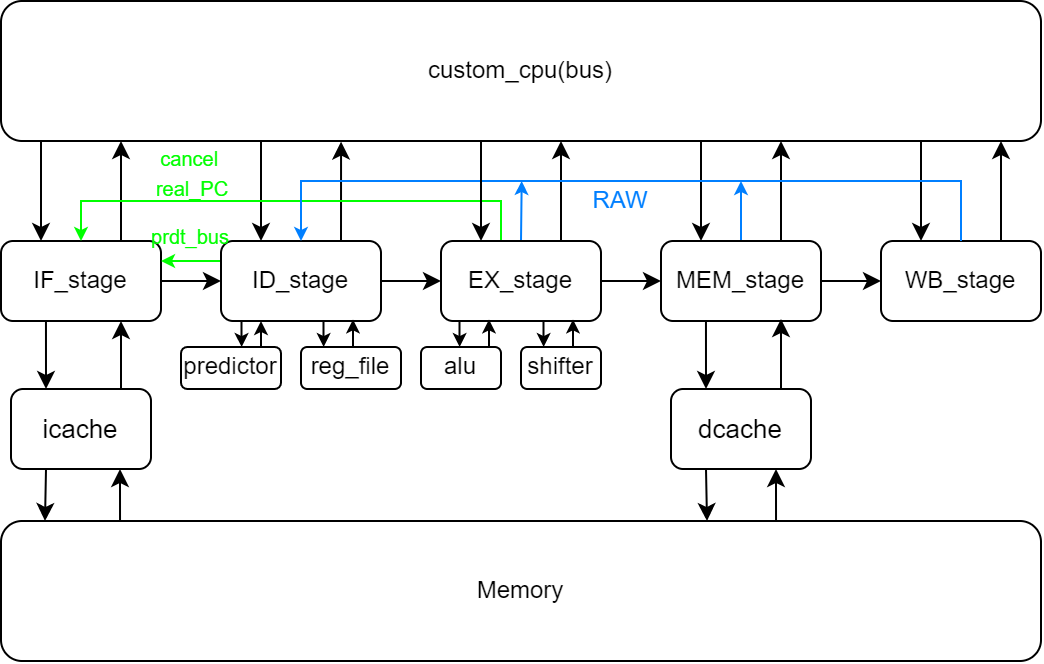 custom_cpu(bus)
cancel
real_PC
RAW
prdt_bus
IF_stage
ID_stage
EX_stage
MEM_stage
WB_stage
predictor
reg_file
alu
shifter
icache
dcache
Memory